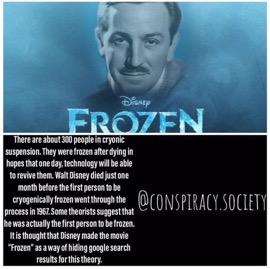 Disney
FROZEN
There are about 300 people in cryonic
suspension. They were frozen after dying in
hopes that one day, technology will be able
to revive them. Walt Disney died just one
month before the first person to be
cryogenically frozen went through the
process in 1967. Some theorists suggest that
he was actually the first person to be frozen.
It is thought that Disney made the movie
"Frozen" as a way of hiding google search
results for this theory.
@CONSPIRACY.SOCIETY